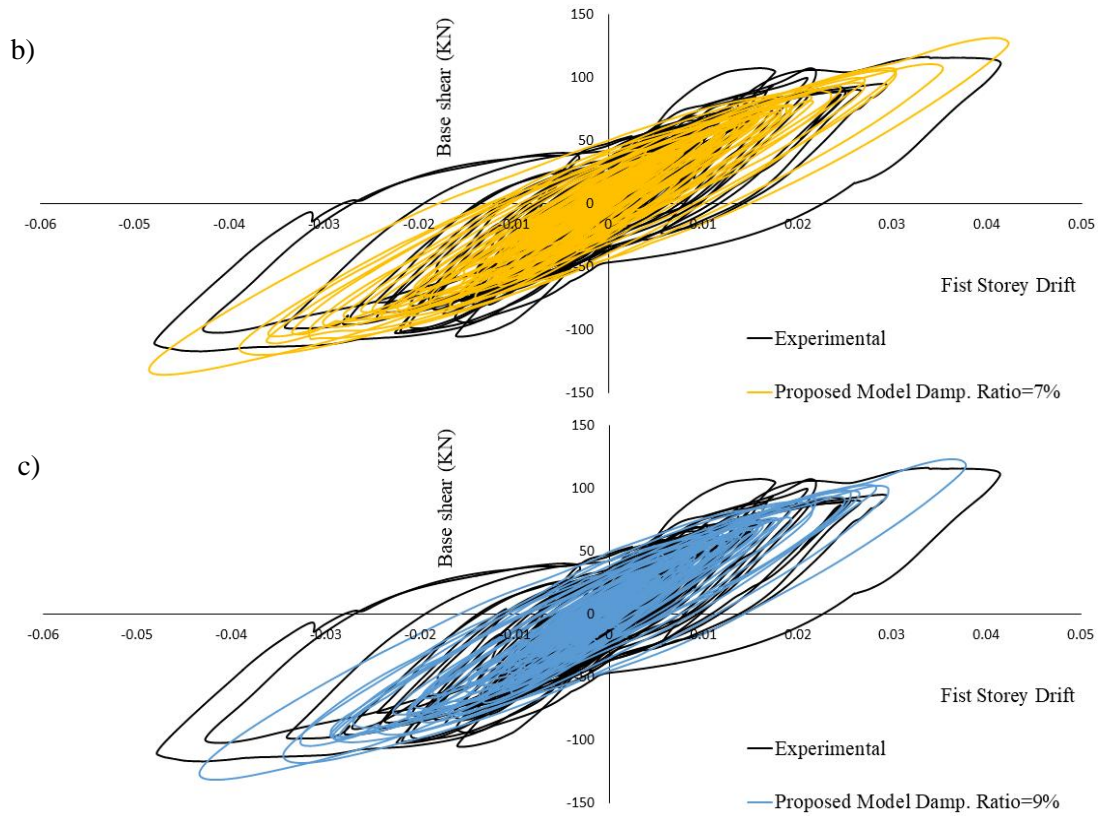 b)
Base shear (KN)
150
100
50
0
-50
-100
-150
-0.06 -0.05 -0.04 -0.03 -0.02 -0.01 0 0.01 0.02 0.03 0.04 0.05
Fist Storey Drift
Experimental
Proposed Model Damp. Ratio=7%
c)
Base shear (KN)
150
100
50
0
-50
-100
-150
-0.06 -0.05 -0.04 -0.03 -0.02 -0.01 0 0.01 0.02 0.03 0.04 0.05
Fist Storey Drift
Experimental
Proposed Model Damp. Ratio=9%